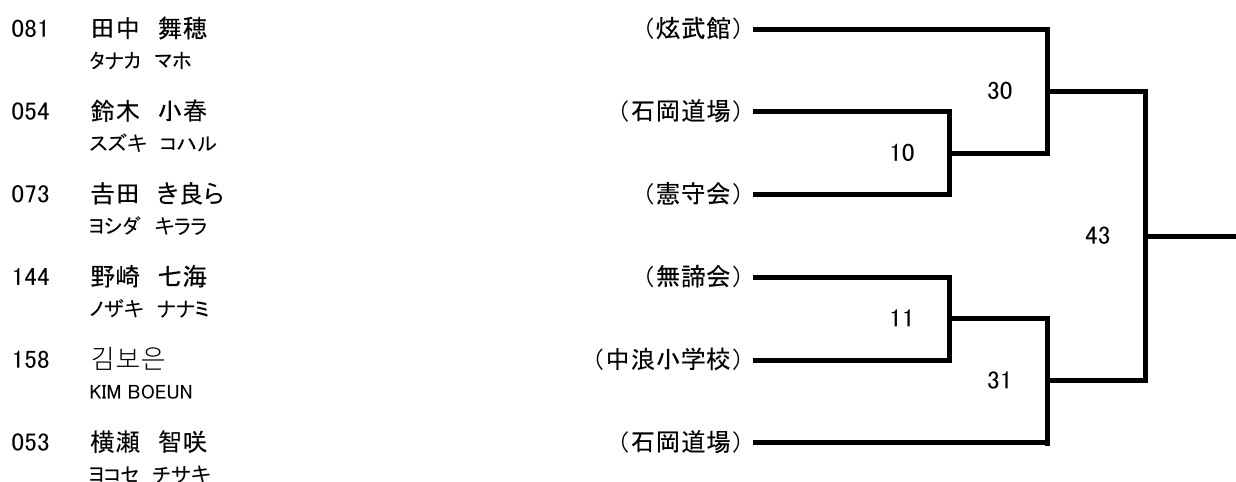 081 田中 舞穂 (炫武館)
タナカ マホ
30
054 鈴木 小春 (石岡道場)
スズキ コハル
10
073 𠮷田 き良ら (憲守会)
ヨシダ キララ
43
144 野崎 七海 (無諦会)
ノザキ ナナミ
11
158 김보은 (中浪小学校)
KIM BOEUN
31
053 横瀬 智咲 (石岡道場)
ヨコセ チサキ